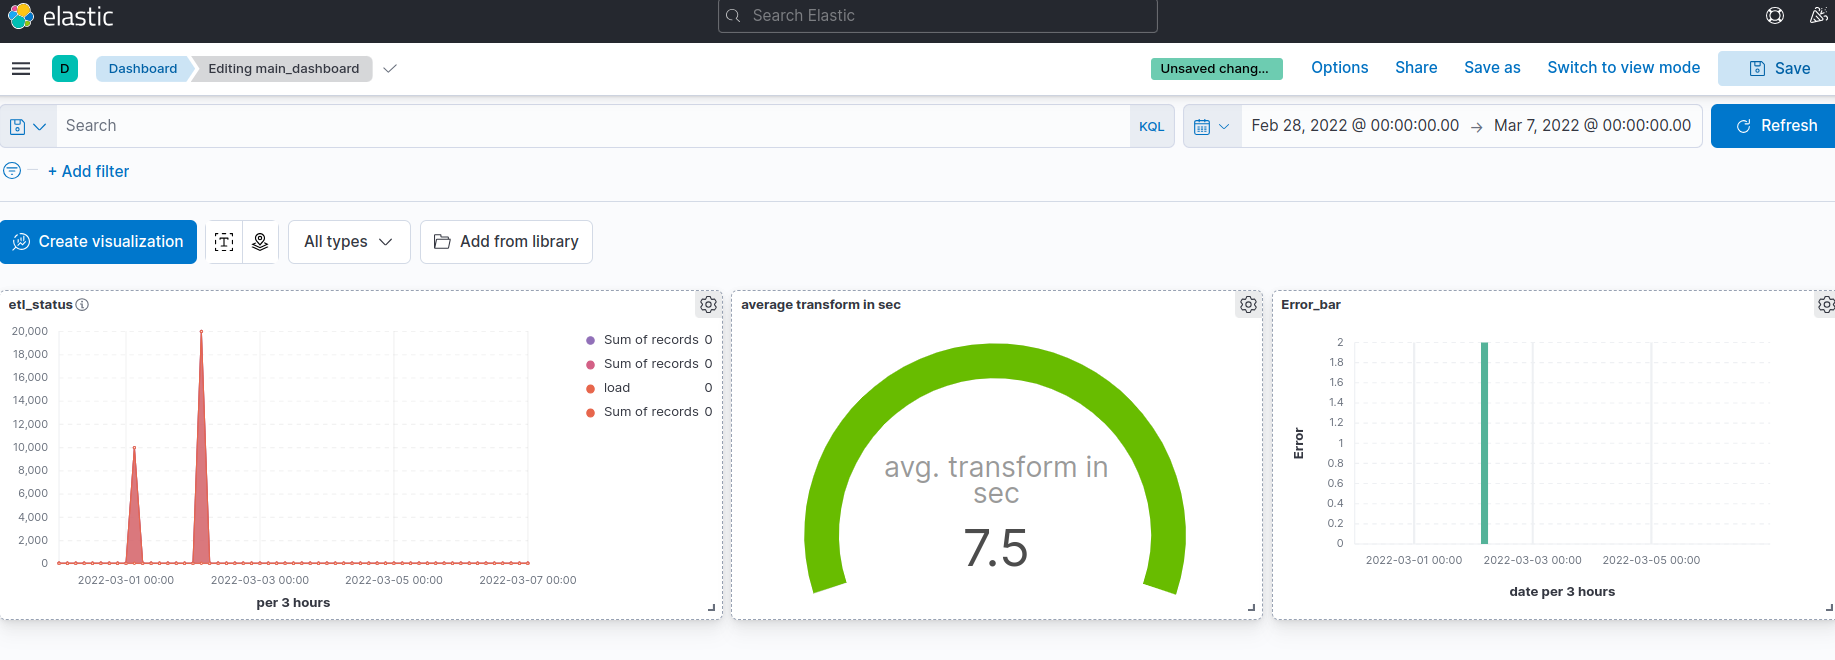 elastic
Search Elastic
D
Dashboard
Editing main_dashboard
Unsaved chang...
Options
Share
Save as
Switch to view mode
Save
Search
KQL
Feb 28, 2022 @ 00:00:00.00 → Mar 7, 2022 @ 00:00:00.00
Refresh
+ Add filter
Create visualization
T
All types
Add from library
etl_status
20,000
18,000
16,000
14,000
12,000
10,000
8,000
6,000
4,000
2,000
0
2022-03-01 00:00
2022-03-03 00:00
2022-03-05 00:00
2022-03-07 00:00
per 3 hours
Sum of records 0
Sum of records 0
load 0
Sum of records 0
average transform in sec
avg. transform in
sec
7.5
Error_bar
Error
2
1.8
1.6
1.4
1.2
1
0.8
0.6
0.4
0.2
0
2022-03-01 00:00
2022-03-03 00:00
2022-03-05 00:00
date per 3 hours